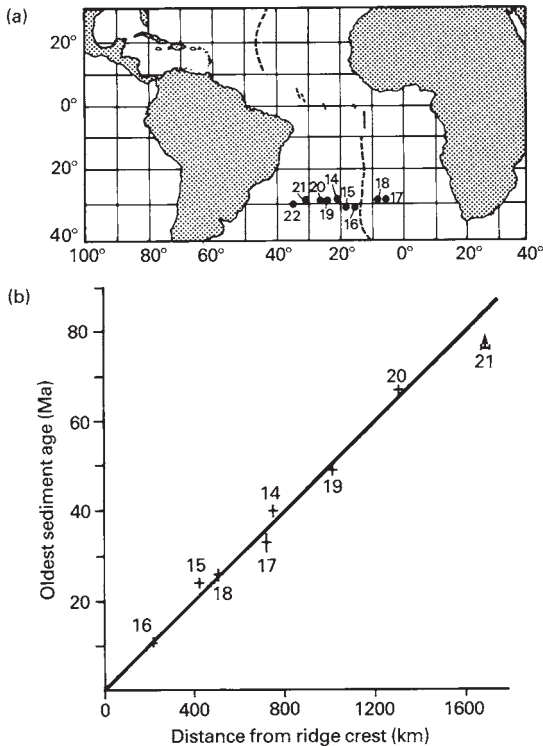 (a)
20°
0°
20°
40°
21 20 14 15 18 17
22 19 16
100° 80° 60° 40° 20° 0° 20° 40°
(b)
80
60
40
20
0
Oldest sediment age (Ma)
21
20
19
14
17
15
18
16
400 800 1200 1600
Distance from ridge crest (km)